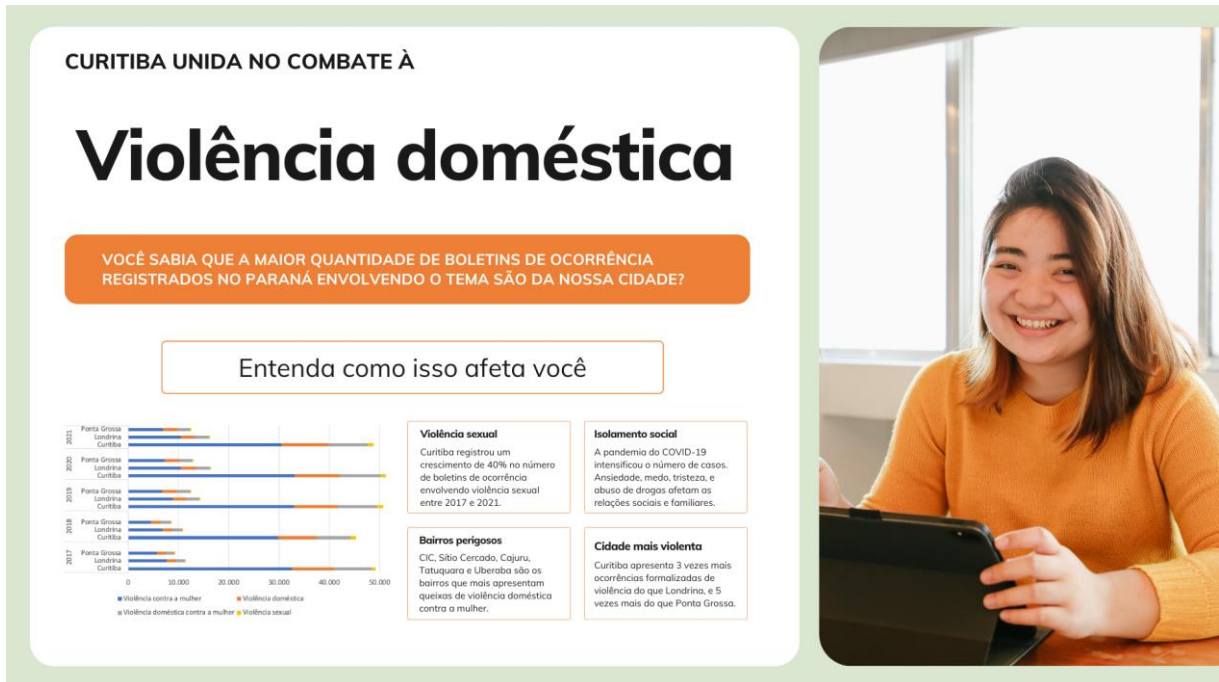 CURITIBA UNIDA NO COMBATE À
Violência doméstica
VOCÊ SABIA QUE A MAIOR QUANTIDADE DE BOLETINS DE OCORRÊNCIA
REGISTRADOS NO PARANÁ ENVOLVENDO O TEMA SÃO DA NOSSA CIDADE?
Entenda como isso afeta você
2021
Ponta Grossa
Londrina
Curitiba
2020
Ponta Grossa
Londrina
Curitiba
2019
Ponta Grossa
Londrina
Curitiba
2018
Ponta Grossa
Londrina
Curitiba
2017
Ponta Grossa
Londrina
Curitiba
0 10.000 20.000 30.000 40.000 50.000
Violência contra a mulher Violência doméstica
Violência doméstica contra a mulher Violência sexual
Violência sexual
Curitiba registrou um
crescimento de 40% no número
de boletins de ocorrência
envolvendo violência sexual
entre 2017 e 2021.
Isolamento social
A pandemia do COVID-19
intensificou o número de casos.
Ansiedade, medo, tristeza, e
abuso de drogas afetam as
relações sociais e familiares.
Bairros perigosos
CIC, Sítio Cercado, Cajuru,
Tatuquara e Uberaba são os
bairros que mais apresentam
queixas de violência doméstica
contra a mulher.
Cidade mais violenta
Curitiba apresenta 3 vezes mais
ocorrências formalizadas de
violência do que Londrina, e 5
vezes mais do que Ponta Grossa.